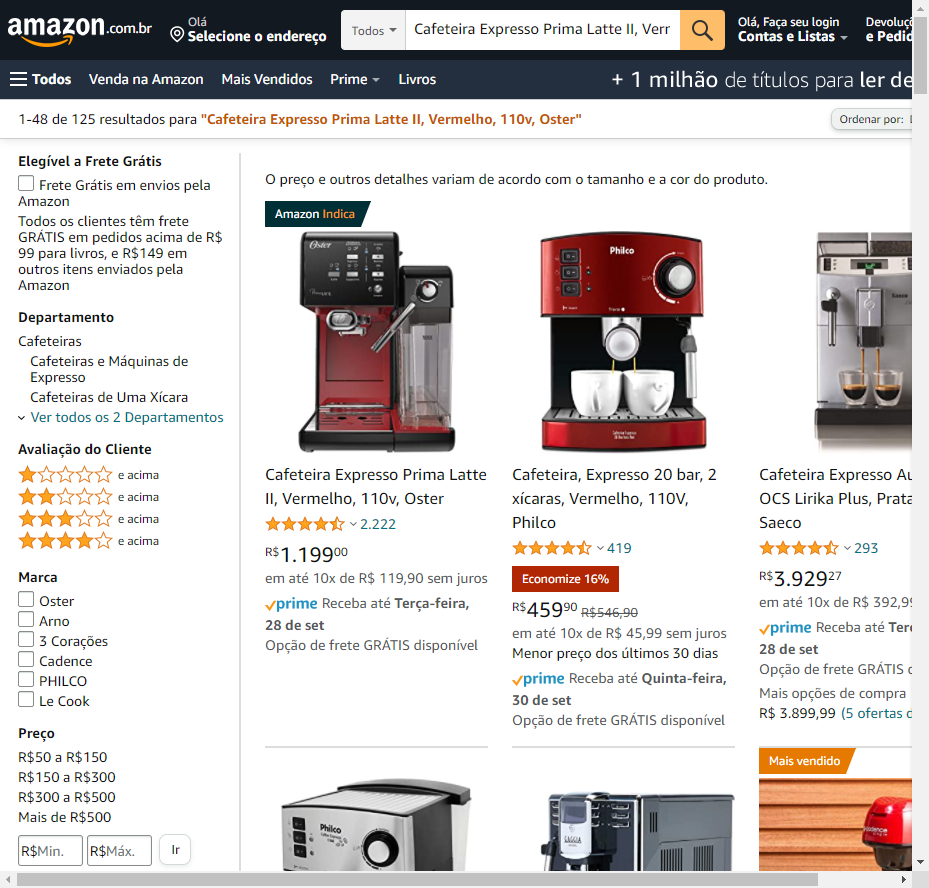 amazon.com.br
Olá
Selecione o endereço
Todos
Cafeteira Expresso Prima Latte II, Verr
Olá, Faça seu login
Contas e Listas
Devoluç
e Pedid
Todos
Venda na Amazon
Mais Vendidos
Prime
Livros
+ 1 milhão de títulos para ler de
1-48 de 125 resultados para "Cafeteira Expresso Prima Latte II, Vermelho, 110v, Oster"
Ordenar por:
Elegível a Frete Grátis
Frete Grátis em envios pela
Amazon
Todos os clientes têm frete
GRÁTIS em pedidos acima de R$
99 para livros, e R$149 em
outros itens enviados pela
Amazon
Departamento
Cafeteiras
Cafeteiras e Máquinas de
Expresso
Cafeteiras de Uma Xícara
Ver todos os 2 Departamentos
Avaliação do Cliente
e acima
e acima
e acima
e acima
Marca
Oster
Arno
3 Corações
Cadence
PHILCO
Le Cook
Preço
R$50 a R$150
R$150 a R$300
R$300 a R$500
Mais de R$500
R$Min.
R$Máx.
Ir
O preço e outros detalhes variam de acordo com o tamanho e a cor do produto.
Amazon Indica
Oster
Cafeteira Expresso Prima Latte
II, Vermelho, 110v, Oster
2.222
R$1.19900
em até 10x de R$ 119,90 sem juros
prime Receba até Terça-feira,
28 de set
Opção de frete GRÁTIS disponível
Philco
Cafeteira, Expresso 20 bar, 2
xícaras, Vermelho, 110V,
Philco
419
Economize 16%
R$45990 R$546,90
em até 10x de R$ 45,99 sem juros
Menor preço dos últimos 30 dias
prime Receba até Quinta-feira,
30 de set
Opção de frete GRÁTIS disponível
Cafeteira Expresso Au
OCS Lirika Plus, Prata
Saeco
293
R$3.92927
em até 10x de R$ 392,9
prime Receba até Ter
28 de set
Opção de frete GRÁTIS
Mais opções de compra
R$ 3.899,99 (5 ofertas
Philco
GAGGIA
Mais vendido
cadence